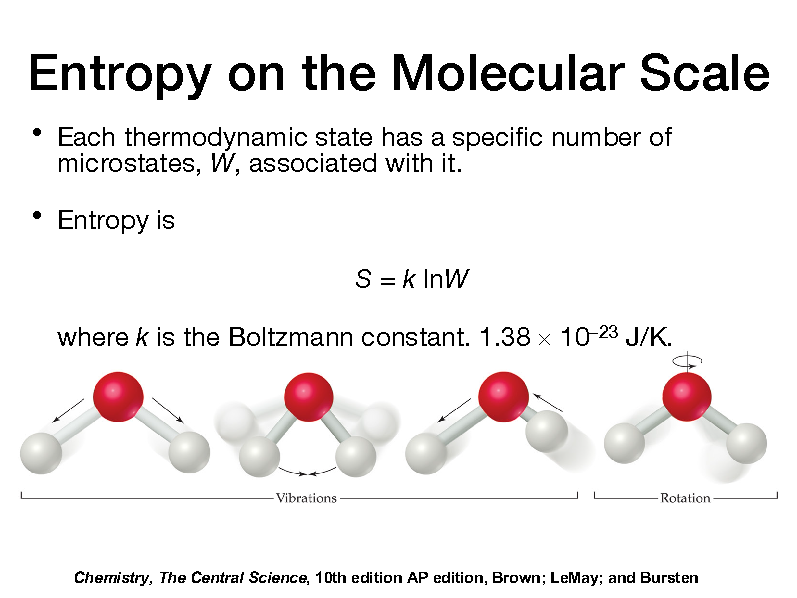 Entropy on the Molecular Scale
• Each thermodynamic state has a specific number of
microstates, W, associated with it.
• Entropy is
S = k lnW
where k is the Boltzmann constant. 1.38 × 10⁻²³ J/K.
Vibrations
Rotation
Chemistry, The Central Science, 10th edition AP edition, Brown; LeMay; and Bursten